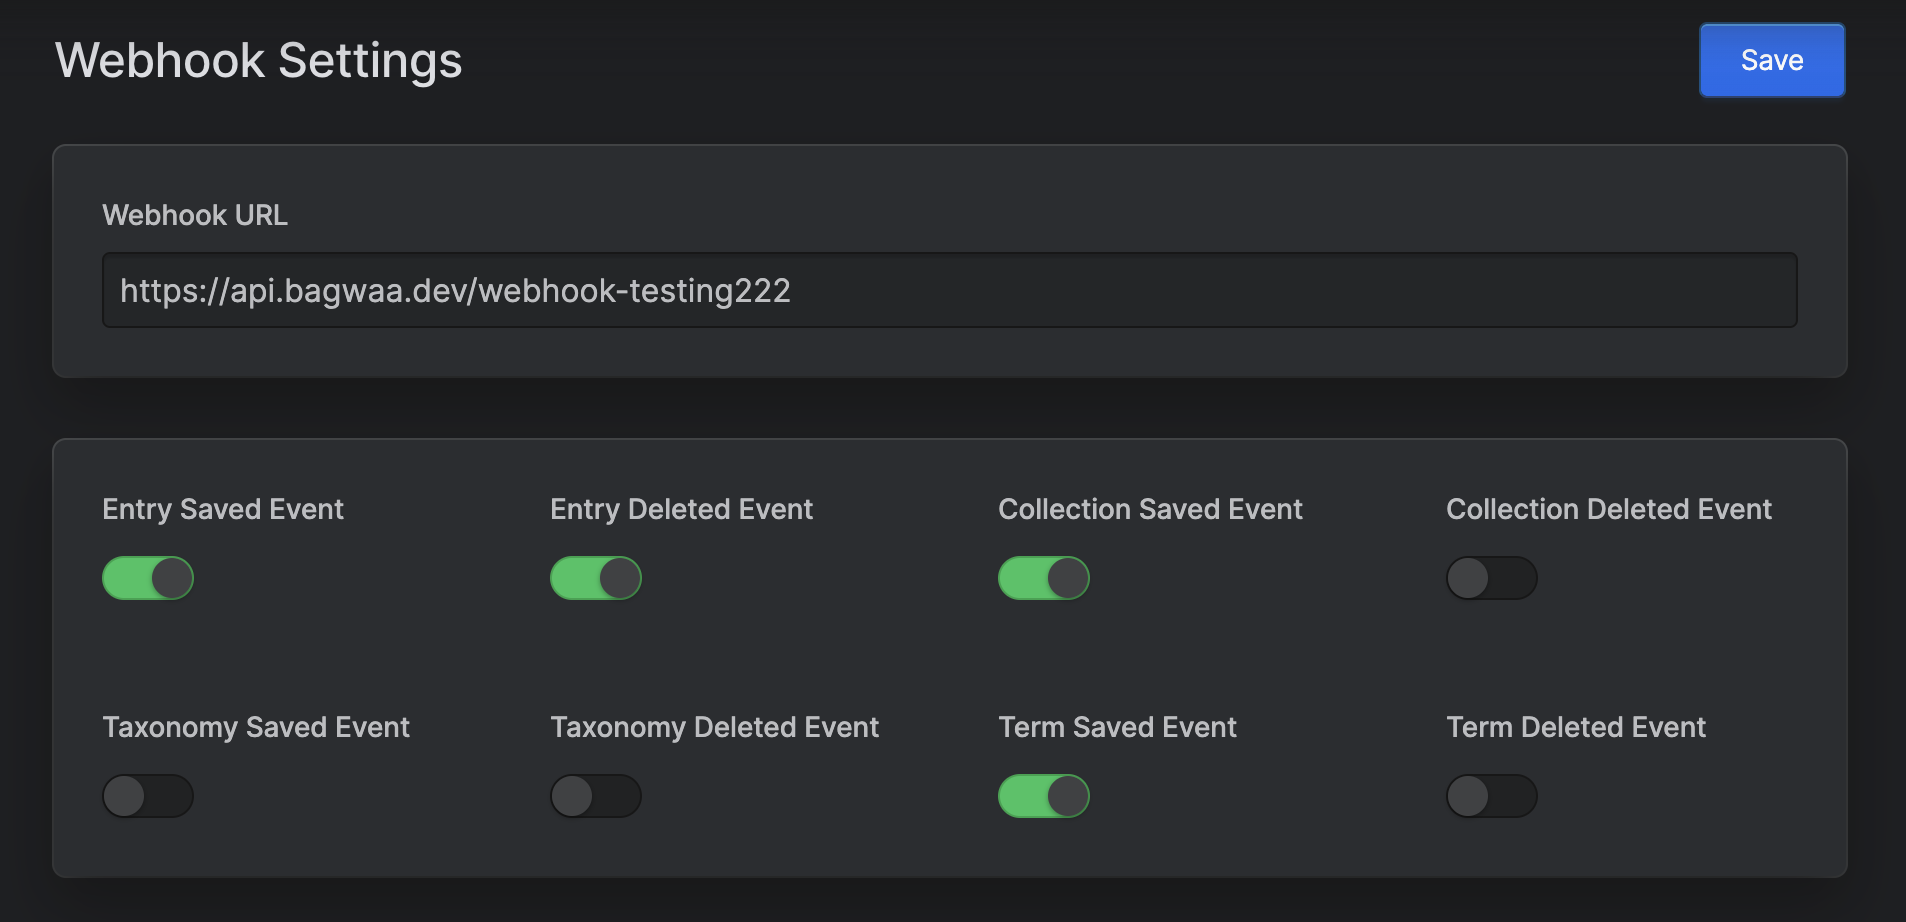 Webhook Settings
Save
Webhook URL
https://api.bagwaa.dev/webhook-testing222
Entry Saved Event
Entry Deleted Event
Collection Saved Event
Collection Deleted Event
Taxonomy Saved Event
Taxonomy Deleted Event
Term Saved Event
Term Deleted Event